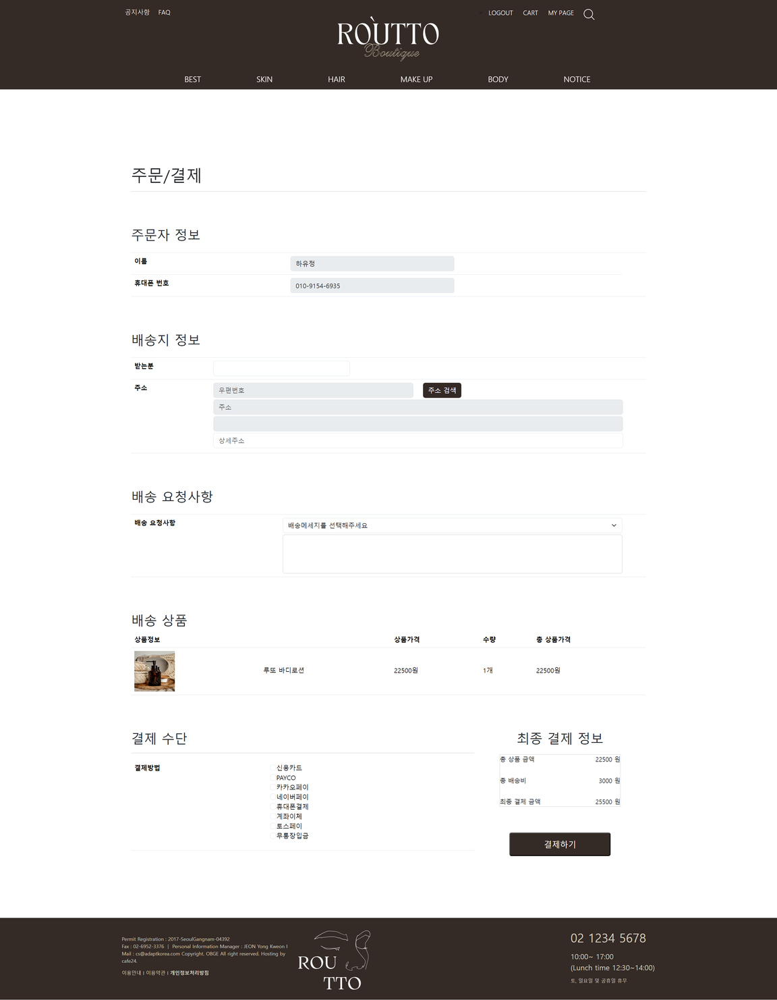 공지사항 FAQ
LOGOUT CART MY PAGE
ROÙTTO
Boutique
BEST SKIN HAIR MAKE UP BODY NOTICE
주문/결제
주문자 정보
이름 하유정
휴대폰 번호 010-9154-6935
배송지 정보
받는분
주소 우편번호 주소 검색
주소
상세주소
배송 요청사항
배송 요청사항 배송메세지를 선택해주세요
배송 상품
상품정보 상품가격 수량 총 상품가격
루또 바디로션 22500원 1개 22500원
결제 수단
결제방법
신용카드
PAYCO
카카오페이
네이버페이
휴대폰결제
계좌이체
토스페이
무통장입금
최종 결제 정보
총 상품 금액 22500 원
총 배송비 3000 원
최종 결제 금액 25500 원
결제하기
Permit Registration : 2017-SeoulGangnam-04392
Fax : 02-6952-3376 | Personal Information Manager : JEON Yong Kweon l
Mail : cs@adaptkorea.com Copyright, OBGE All right reserved. Hosting by
cafe24.
이용안내 | 이용약관 | 개인정보처리방침
ROU
TTO
02 1234 5678
10:00~ 17:00
(Lunch time 12:30~14:00)
토, 일요일 및 공휴일 휴무